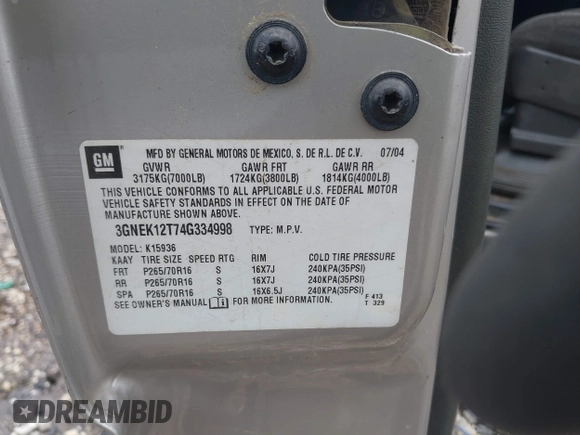 GM
MFD BY GENERAL MOTORS DE MEXICO, S. DE R.L. DE C.V. 07/04
GVWR GAWR FRT GAWR RR
3175KG(7000LB) 1724KG(3800LB) 1814KG(4000LB)
THIS VEHICLE CONFORMS TO ALL APPLICABLE U.S. FEDERAL MOTOR
VEHICLE SAFETY STANDARDS IN EFFECT ON THE DATE OF
MANUFACTURE SHOWN ABOVE.
3GNEK12T74G334998 TYPE: M.P.V.
MODEL: K15936
KAAY TIRE SIZE SPEED RTG RIM COLD TIRE PRESSURE
FRT P265/70R16 S 16X7J 240KPA(35PSI)
RR P265/70R16 S 16X7J 240KPA(35PSI)
SPA P265/70R16 S 16X6.5J 240KPA(35PSI)
SEE OWNER'S MANUAL FOR MORE INFORMATION. F 413
T 329
DREAMBID